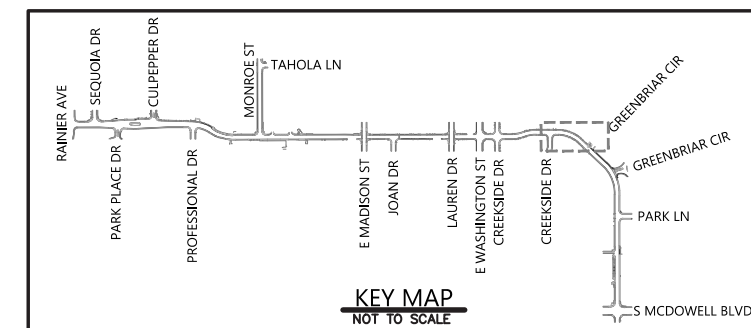 RAINIER AVE
SEQUOIA DR
PARK PLACE DR
CULPEPPER DR
PROFESSIONAL DR
MONROE ST
TAHOLA LN
E MADISON ST
JOAN DR
LAUREN DR
E WASHINGTON ST
CREEKSIDE DR
CREEKSIDE DR
GREENBRIAR CIR
GREENBRIAR CIR
PARK LN
S MCDOWELL BLVD
KEY MAP
NOT TO SCALE